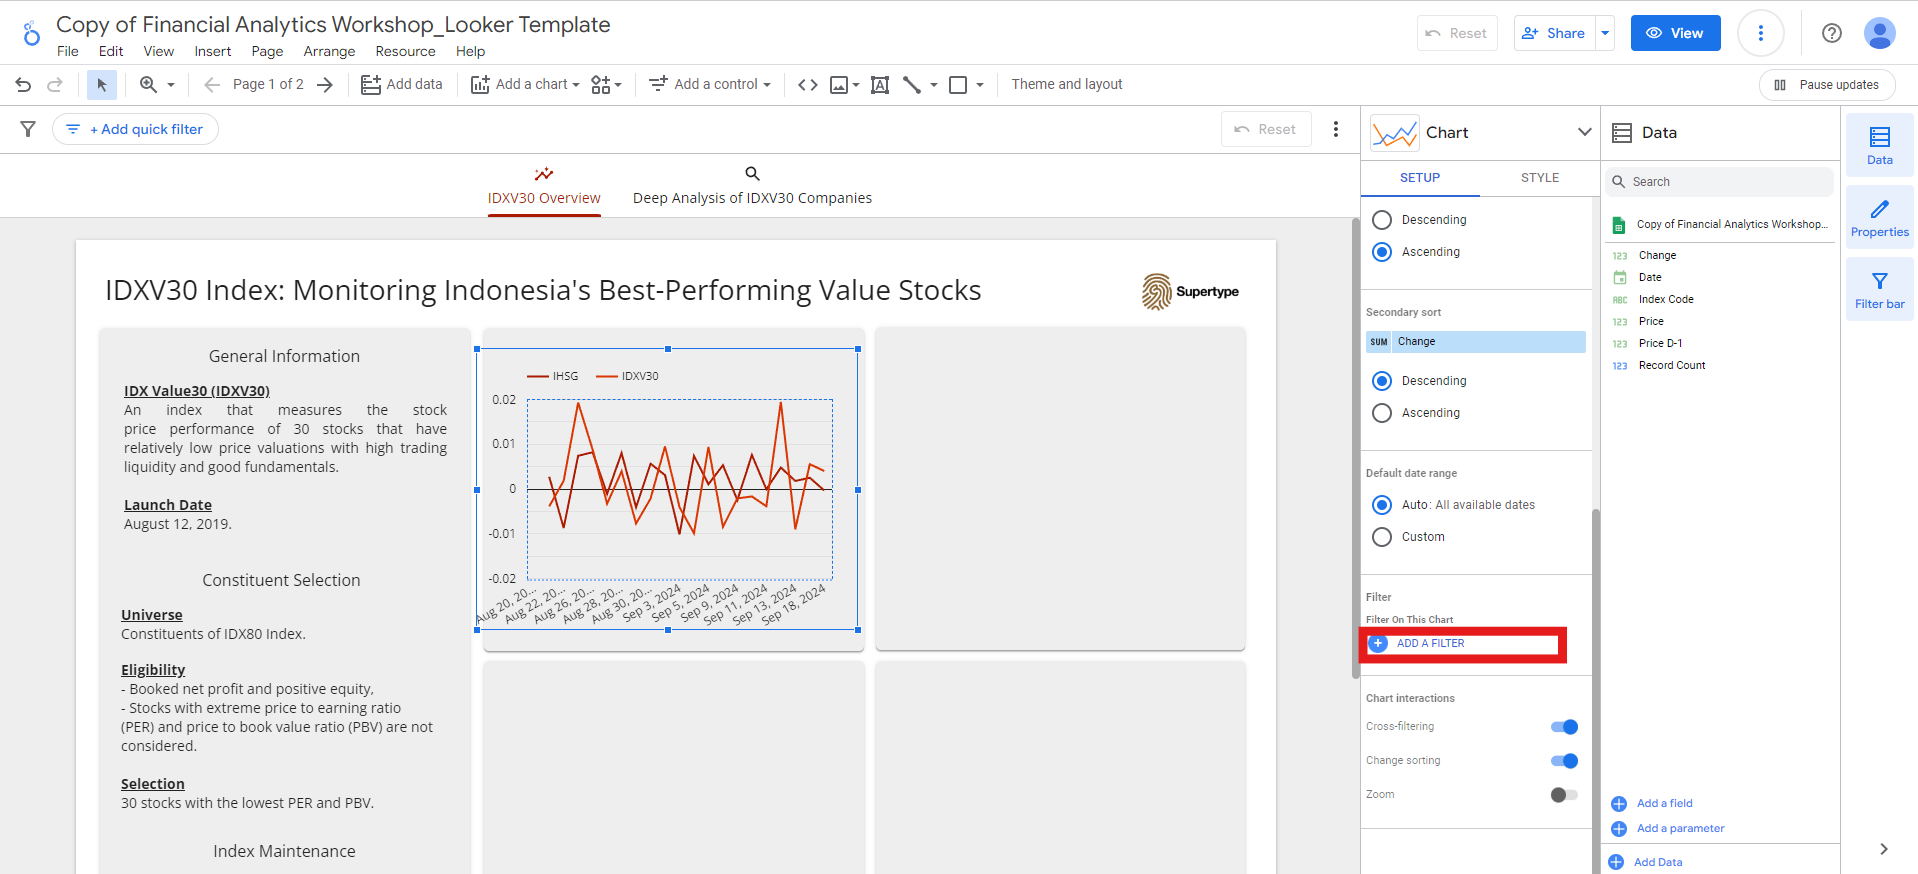 Copy of Financial Analytics Workshop_Looker Template
File Edit View Insert Page Arrange Resource Help
Reset
Share
View
Page 1 of 2
Add data
Add a chart
Add a control
Theme and layout
Pause updates
+ Add quick filter
Reset
IDXV30 Overview
Deep Analysis of IDXV30 Companies
IDXV30 Index: Monitoring Indonesia's Best-Performing Value Stocks
Supertype
General Information
IDX Value30 (IDXV30)
An index that measures the stock
price performance of 30 stocks that have
relatively low price valuations with high trading
liquidity and good fundamentals.
Launch Date
August 12, 2019.
Constituent Selection
Universe
Constituents of IDX80 Index.
Eligibility
- Booked net profit and positive equity,
- Stocks with extreme price to earning ratio
(PER) and price to book value ratio (PBV) are not
considered.
Selection
30 stocks with the lowest PER and PBV.
Index Maintenance
IHSG
IDXV30
0.02
0.01
0
-0.01
-0.02
Aug 20, 20...
Aug 22, 20...
Aug 26, 20...
Aug 28, 20...
Aug 30, 20...
Sep 3, 2024
Sep 5, 2024
Sep 9, 2024
Sep 11, 2024
Sep 13, 2024
Sep 18, 2024
Chart
SETUP
STYLE
Descending
Ascending
Secondary sort
SUM Change
Descending
Ascending
Default date range
Auto: All available dates
Custom
Filter
Filter On This Chart
ADD A FILTER
Chart interactions
Cross-filtering
Change sorting
Zoom
Data
Search
Copy of Financial Analytics Workshop...
123 Change
Date
ABC Index Code
123 Price
123 Price D-1
123 Record Count
Add a field
Add a parameter
Add Data
Data
Properties
Filter bar